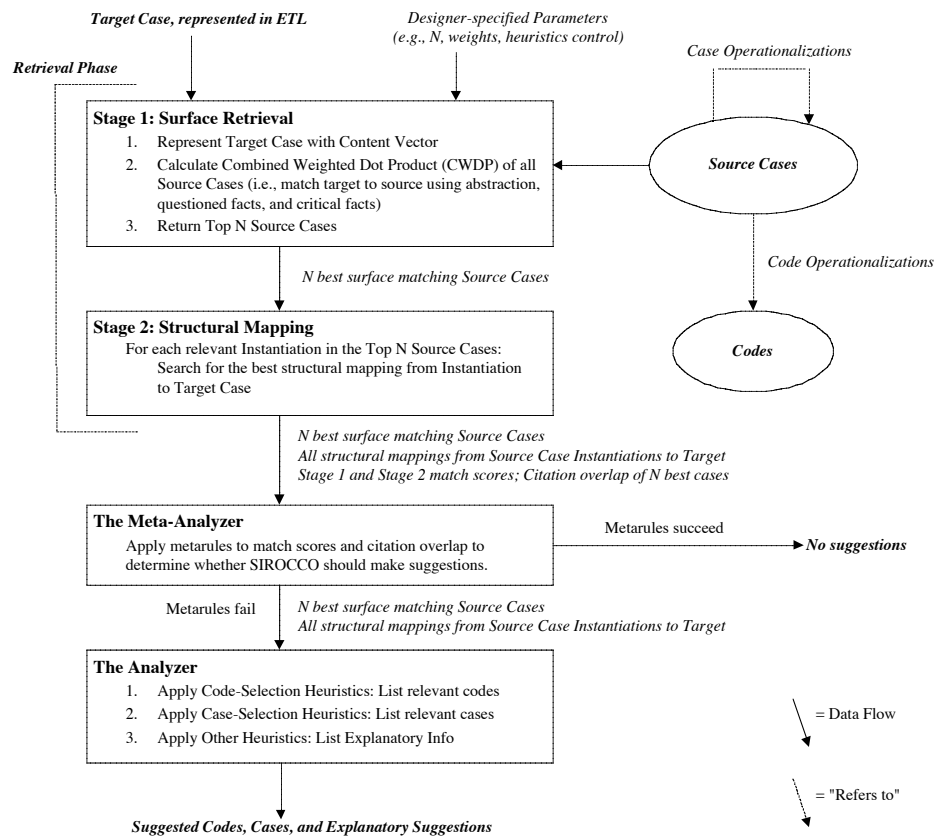 Target Case, represented in ETL
Designer-specified Parameters
(e.g., N, weights, heuristics control)
Case Operationalizations
Retrieval Phase
Stage 1: Surface Retrieval
1. Represent Target Case with Content Vector
2. Calculate Combined Weighted Dot Product (CWDP) of all
Source Cases (i.e., match target to source using abstraction,
questioned facts, and critical facts)
3. Return Top N Source Cases
Source Cases
N best surface matching Source Cases
Code Operationalizations
Stage 2: Structural Mapping
For each relevant Instantiation in the Top N Source Cases:
Search for the best structural mapping from Instantiation
to Target Case
Codes
N best surface matching Source Cases
All structural mappings from Source Case Instantiations to Target
Stage 1 and Stage 2 match scores; Citation overlap of N best cases
The Meta-Analyzer
Apply metarules to match scores and citation overlap to
determine whether SIROCCO should make suggestions.
Metarules succeed
No suggestions
Metarules fail
N best surface matching Source Cases
All structural mappings from Source Case Instantiations to Target
The Analyzer
1. Apply Code-Selection Heuristics: List relevant codes
2. Apply Case-Selection Heuristics: List relevant cases
3. Apply Other Heuristics: List Explanatory Info
= Data Flow
= "Refers to"
Suggested Codes, Cases, and Explanatory Suggestions